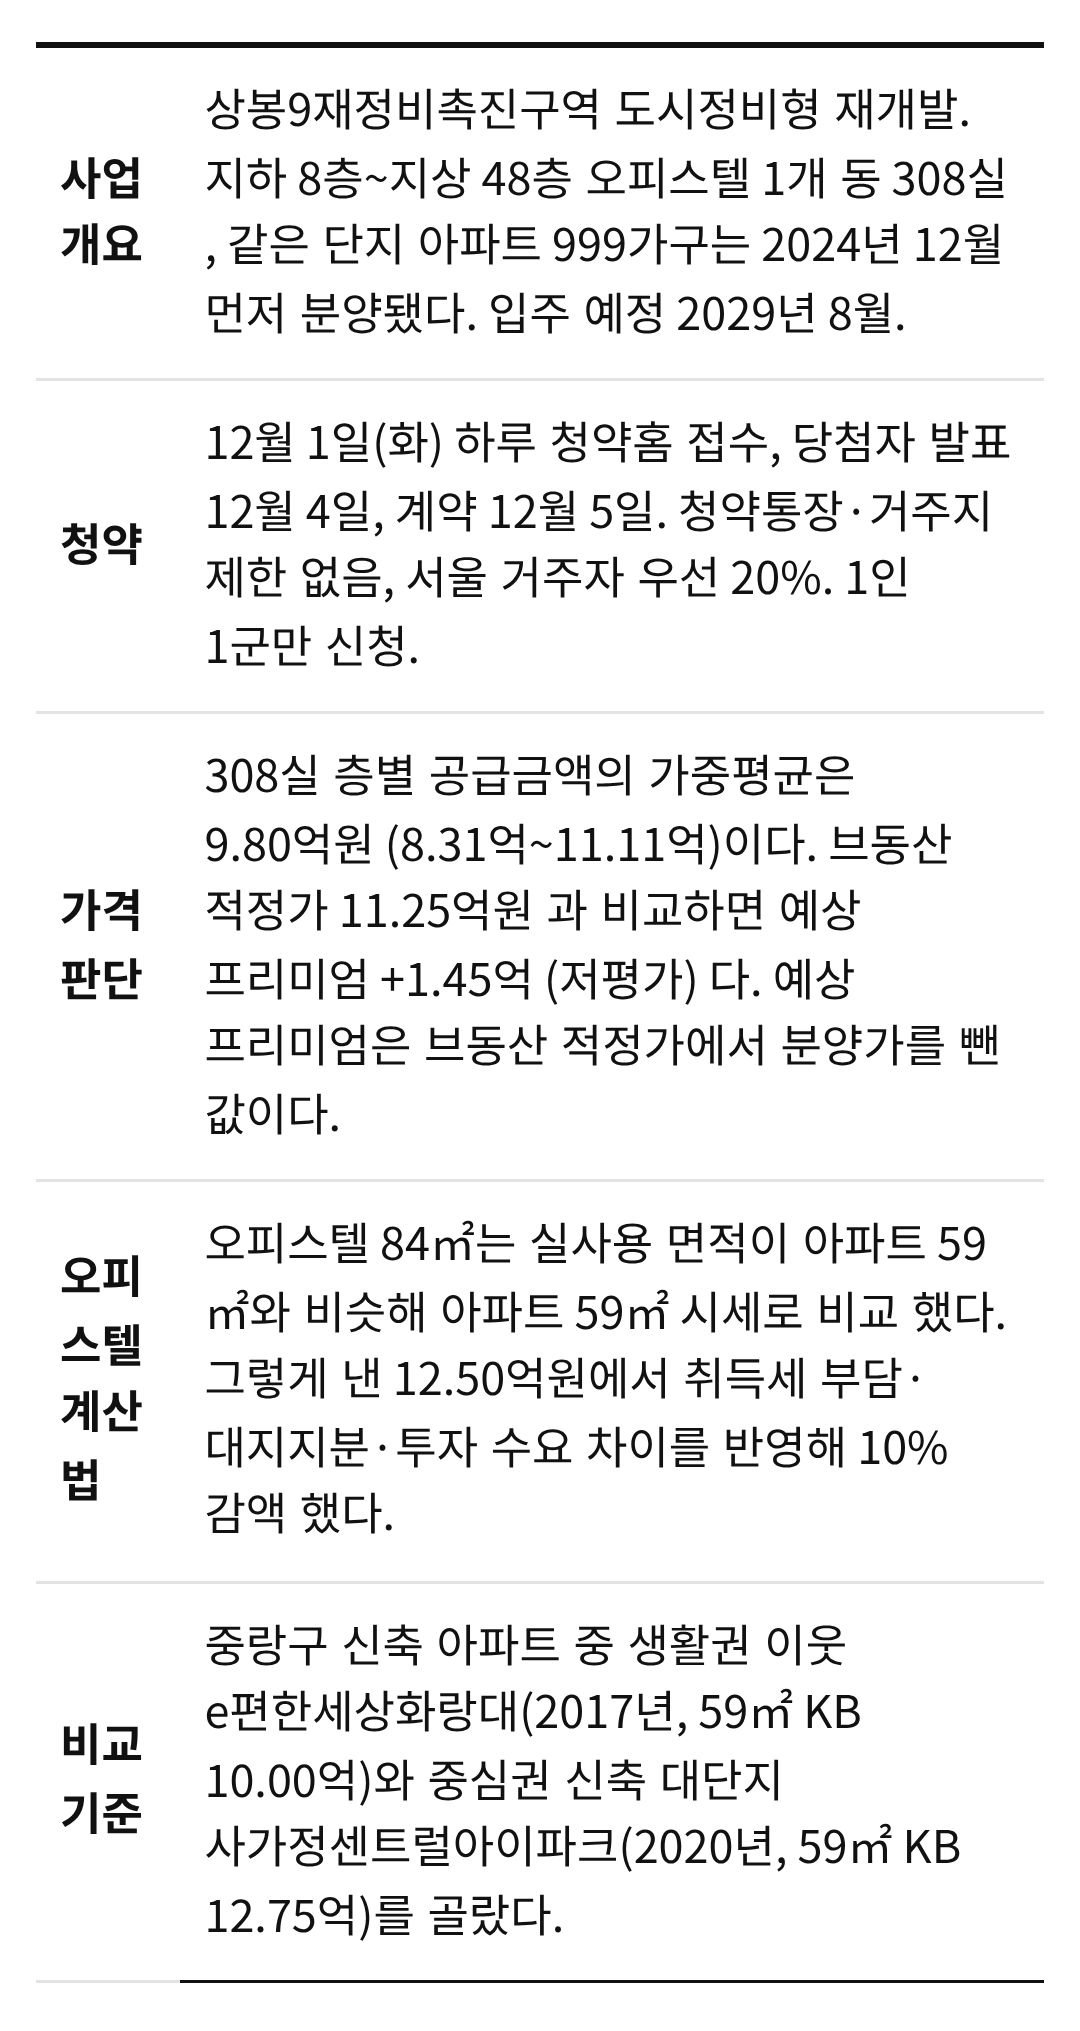 사업
개요
상봉9재정비촉진구역 도시정비형 재개발.
지하 8층~지상 48층 오피스텔 1개 동 308실
, 같은 단지 아파트 999가구는 2024년 12월
먼저 분양됐다. 입주 예정 2029년 8월.
청약
12월 1일(화) 하루 청약홈 접수, 당첨자 발표
12월 4일, 계약 12월 5일. 청약통장·거주지
제한 없음, 서울 거주자 우선 20%. 1인
1군만 신청.
가격
판단
308실 층별 공급금액의 가중평균은
9.80억원 (8.31억~11.11억)이다. 브동산
적정가 11.25억원 과 비교하면 예상
프리미엄 +1.45억 (저평가) 다. 예상
프리미엄은 브동산 적정가에서 분양가를 뺀
값이다.
오피
스텔
계산
법
오피스텔 84㎡는 실사용 면적이 아파트 59
㎡와 비슷해 아파트 59㎡ 시세로 비교 했다.
그렇게 낸 12.50억원에서 취득세 부담·
대지지분·투자 수요 차이를 반영해 10%
감액 했다.
비교
기준
중랑구 신축 아파트 중 생활권 이웃
e편한세상화랑대(2017년, 59㎡ KB
10.00억)와 중심권 신축 대단지
사가정센트럴아이파크(2020년, 59㎡ KB
12.75억)를 골랐다.